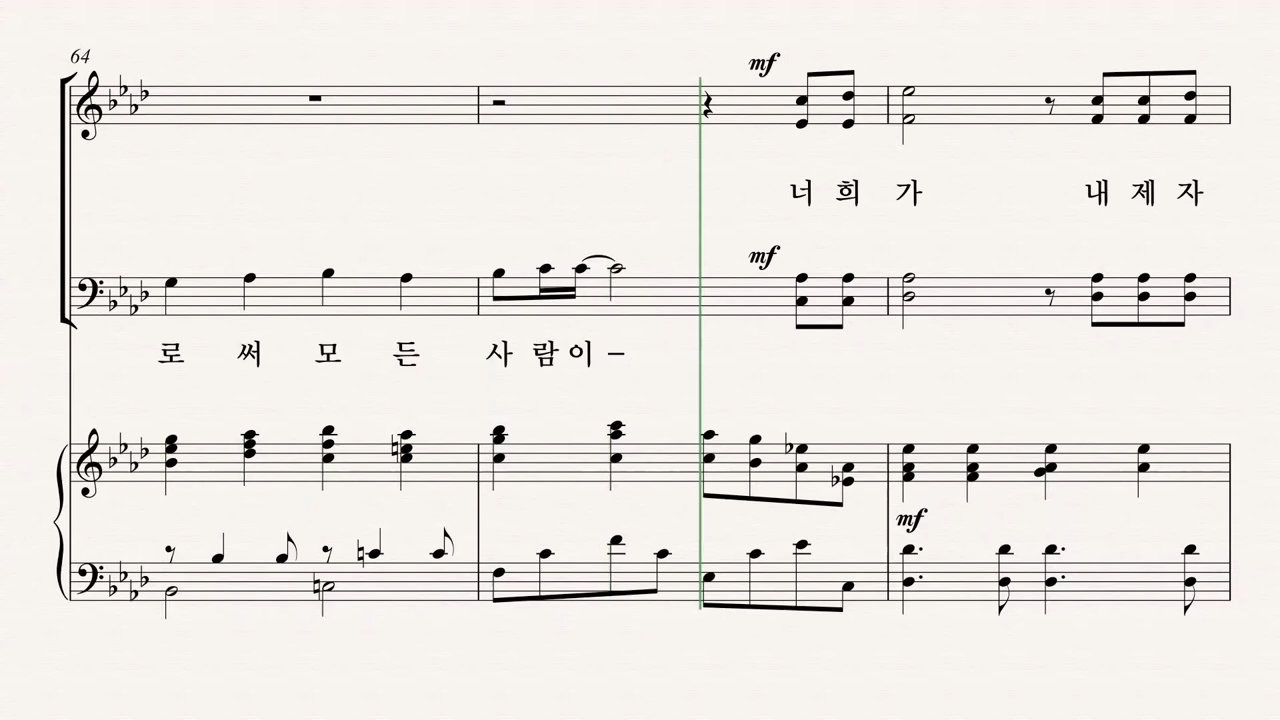 64
mf
너 희 가 내 제 자
mf
로 써 모 든 사 람 이 –
mf